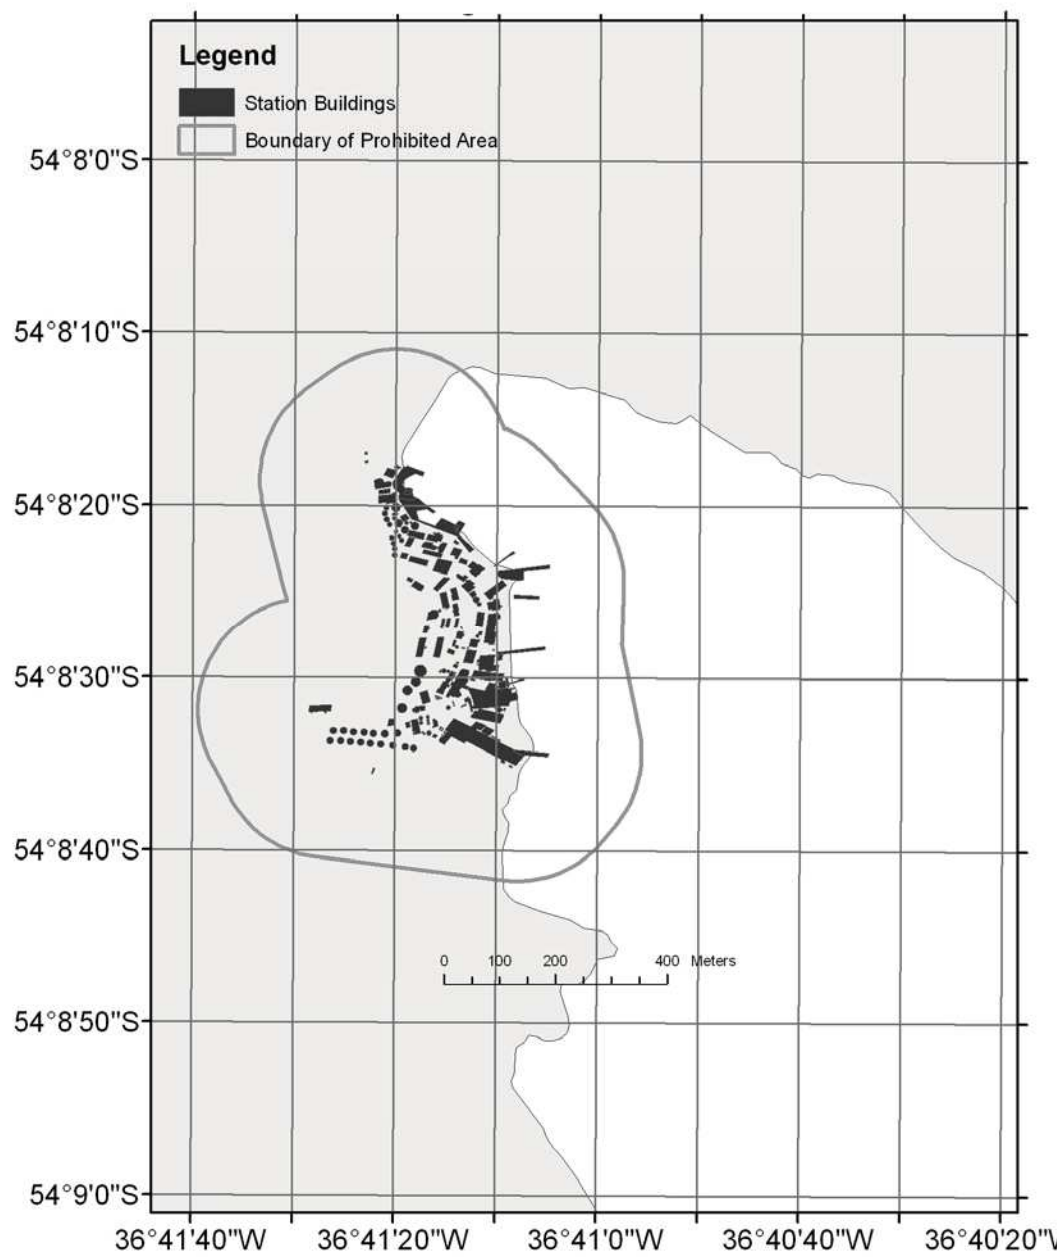 Legend
Station Buildings
Boundary of Prohibited Area
54°8'0"S
54°8'10"S
54°8'20"S
54°8'30"S
54°8'40"S
0 100 200 400 Meters
54°8'50"S
54°9'0"S
36°41'40"W 36°41'20"W 36°41'0"W 36°40'40"W 36°40'20"W